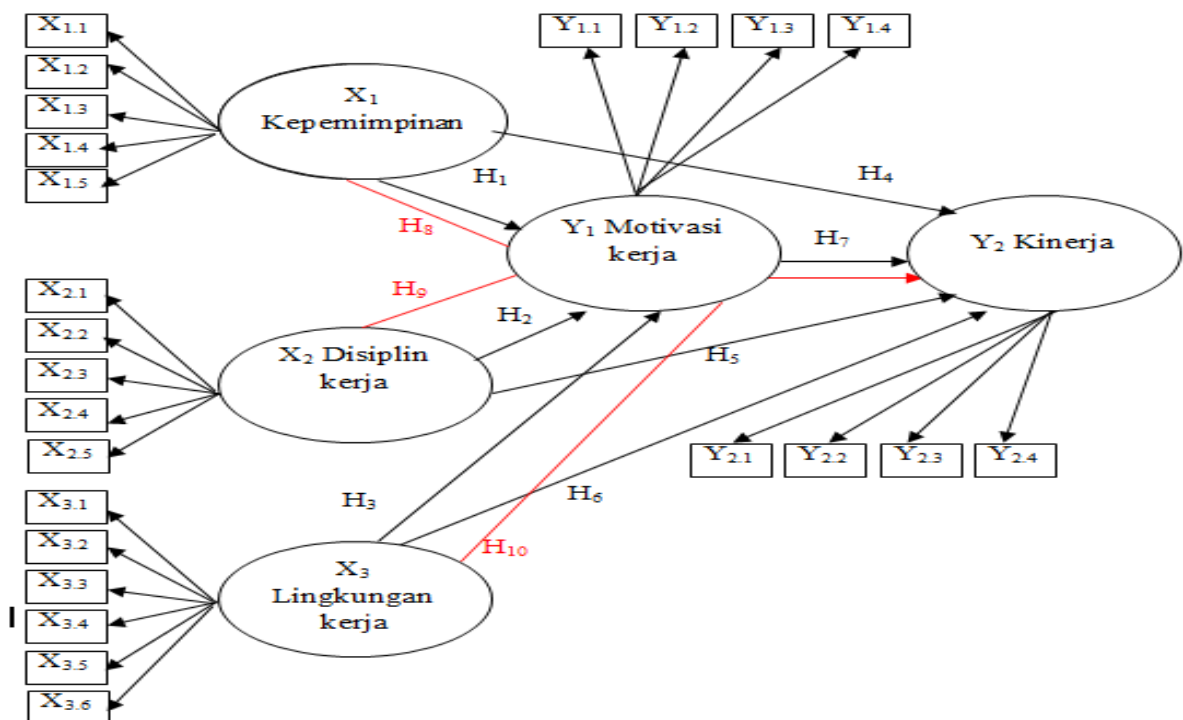 X1.1
X1.2
X1.3
X1.4
X1.5
Y1.1
Y1.2
Y1.3
Y1.4
X1
Kepemimpinan
H1
H4
H8
Y1 Motivasi
kerja
H7
Y2 Kinerja
X2.1
X2.2
X2.3
X2.4
X2.5
H9
H2
X2 Disiplin
kerja
H5
Y2.1
Y2.2
Y2.3
Y2.4
X3.1
X3.2
X3.3
X3.4
X3.5
X3.6
H3
H6
H10
X3
Lingkungan
kerja